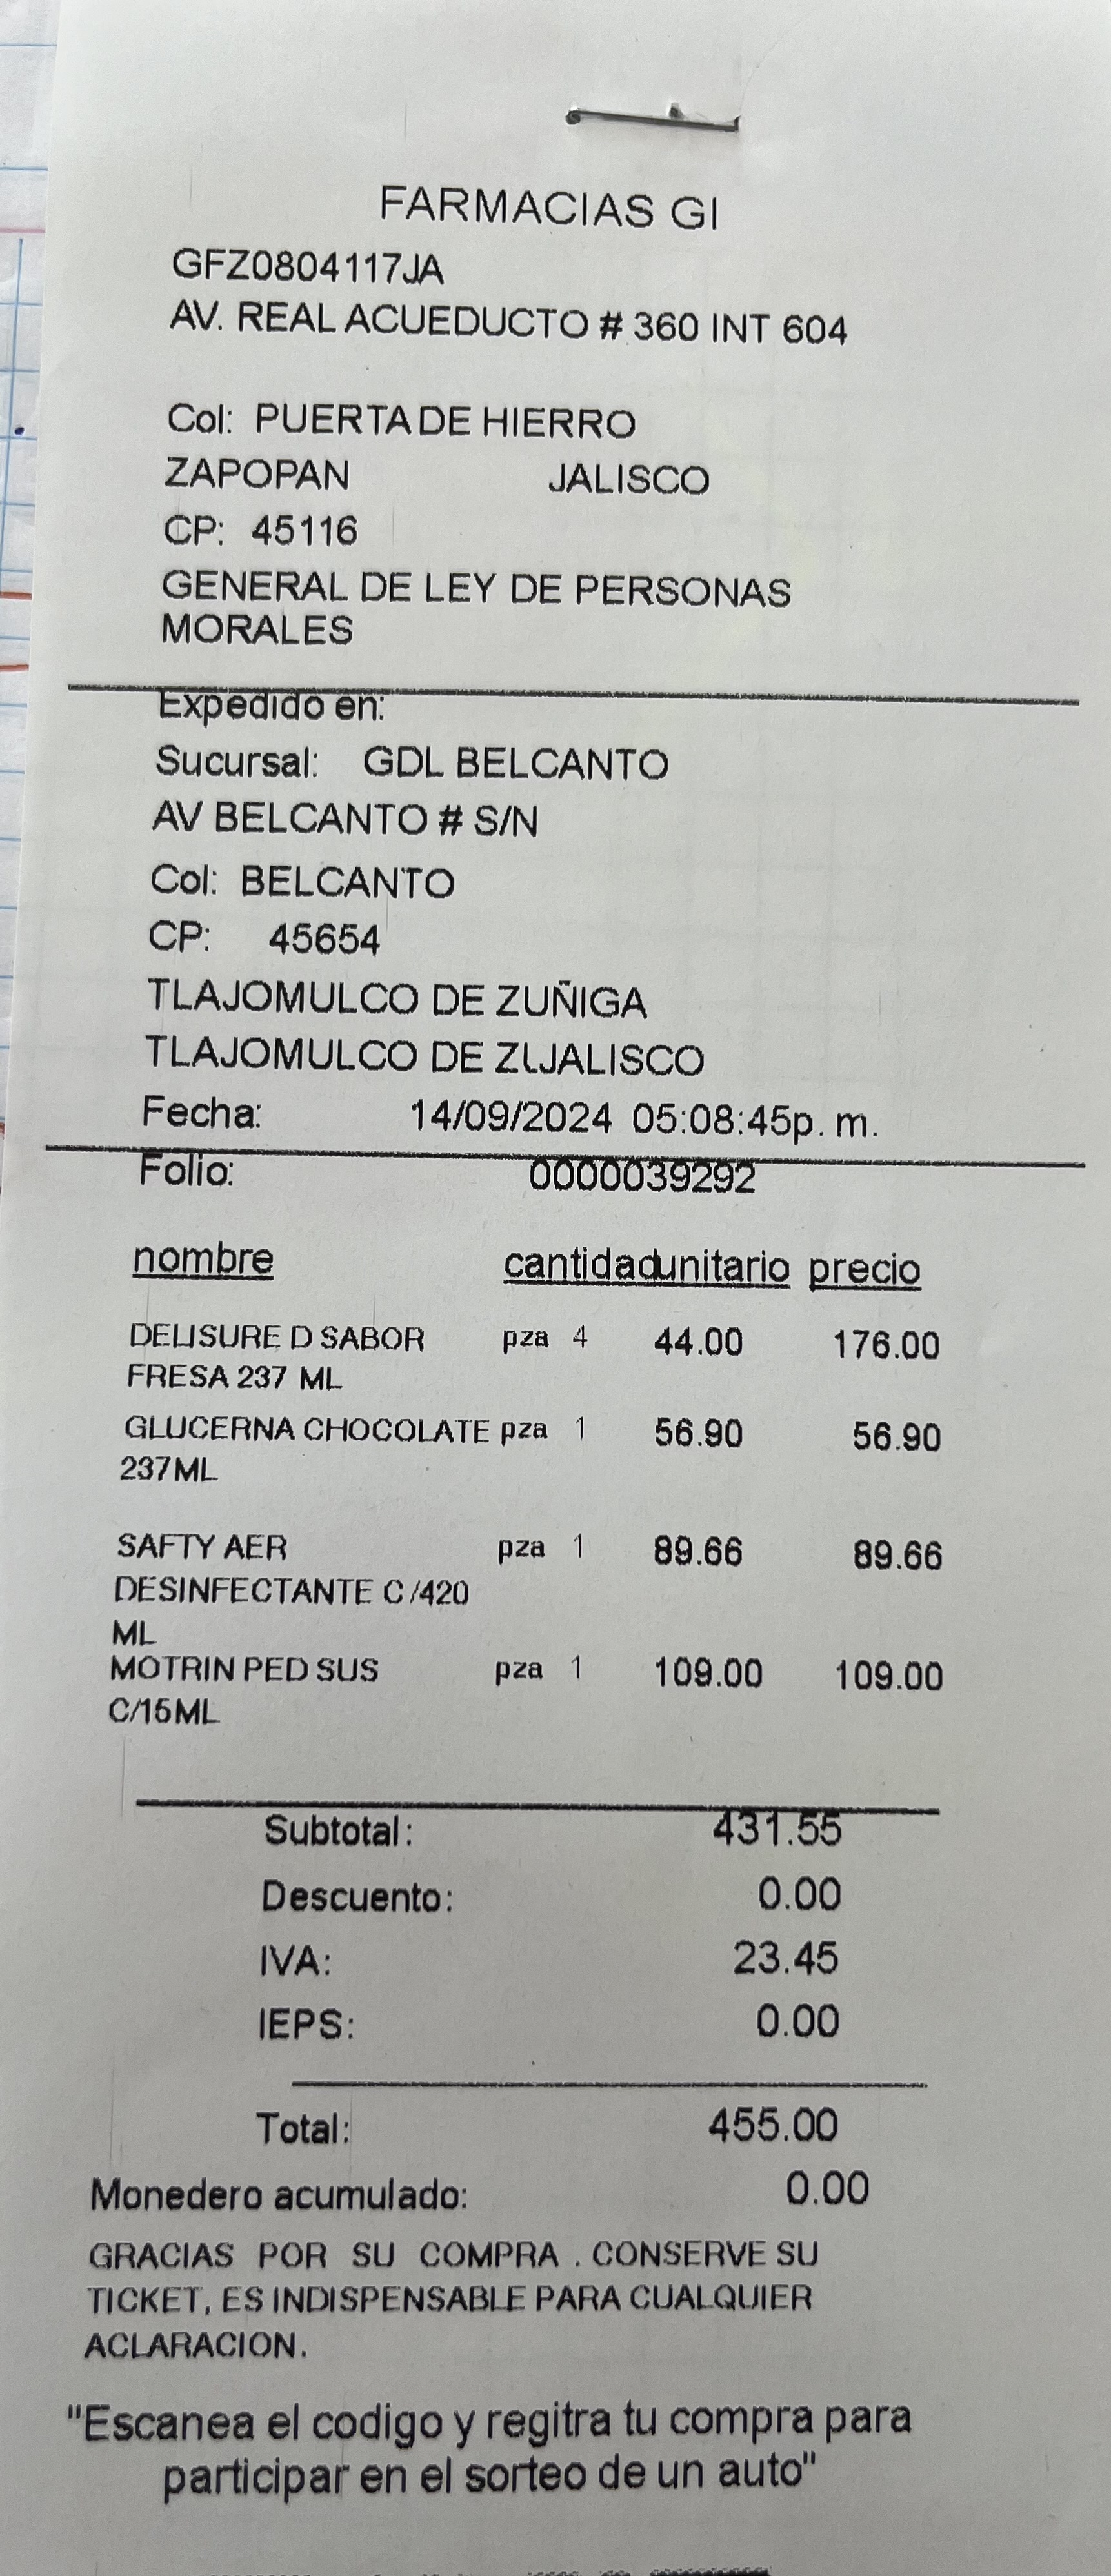 FARMACIAS GI
GFZ0804117JA
AV. REAL ACUEDUCTO # 360 INT 604
Col: PUERTA DE HIERRO
ZAPOPAN JALISCO
CP: 45116
GENERAL DE LEY DE PERSONAS
MORALES
Expedido en:
Sucursal: GDL BELCANTO
AV BELCANTO # S/N
Col: BELCANTO
CP: 45654
TLAJOMULCO DE ZUÑIGA
TLAJOMULCO DE ZUJALISCO
Fecha: 14/09/2024 05:08:45p. m.
Folio: 0000039292
nombre cantidad unitario precio
DELISURE D SABOR pza 4 44.00 176.00
FRESA 237 ML
GLUCERNA CHOCOLATE pza 1 56.90 56.90
237ML
SAFTY AER pza 1 89.66 89.66
DESINFECTANTE C/420
ML
MOTRIN PED SUS pza 1 109.00 109.00
C/15ML
Subtotal: 431.55
Descuento: 0.00
IVA: 23.45
IEPS: 0.00
Total: 455.00
Monedero acumulado: 0.00
GRACIAS POR SU COMPRA . CONSERVE SU
TICKET, ES INDISPENSABLE PARA CUALQUIER
ACLARACION.
"Escanea el codigo y regitra tu compra para
participar en el sorteo de un auto"